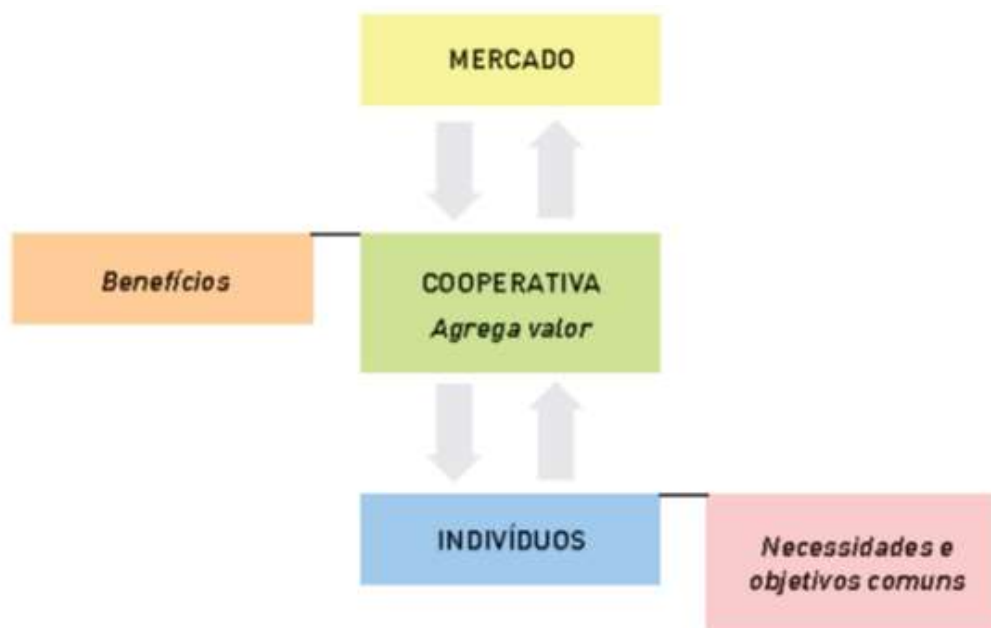 MERCADO
Benefícios
COOPERATIVA
Agrega valor
INDIVÍDUOS
Necessidades e
objetivos comuns